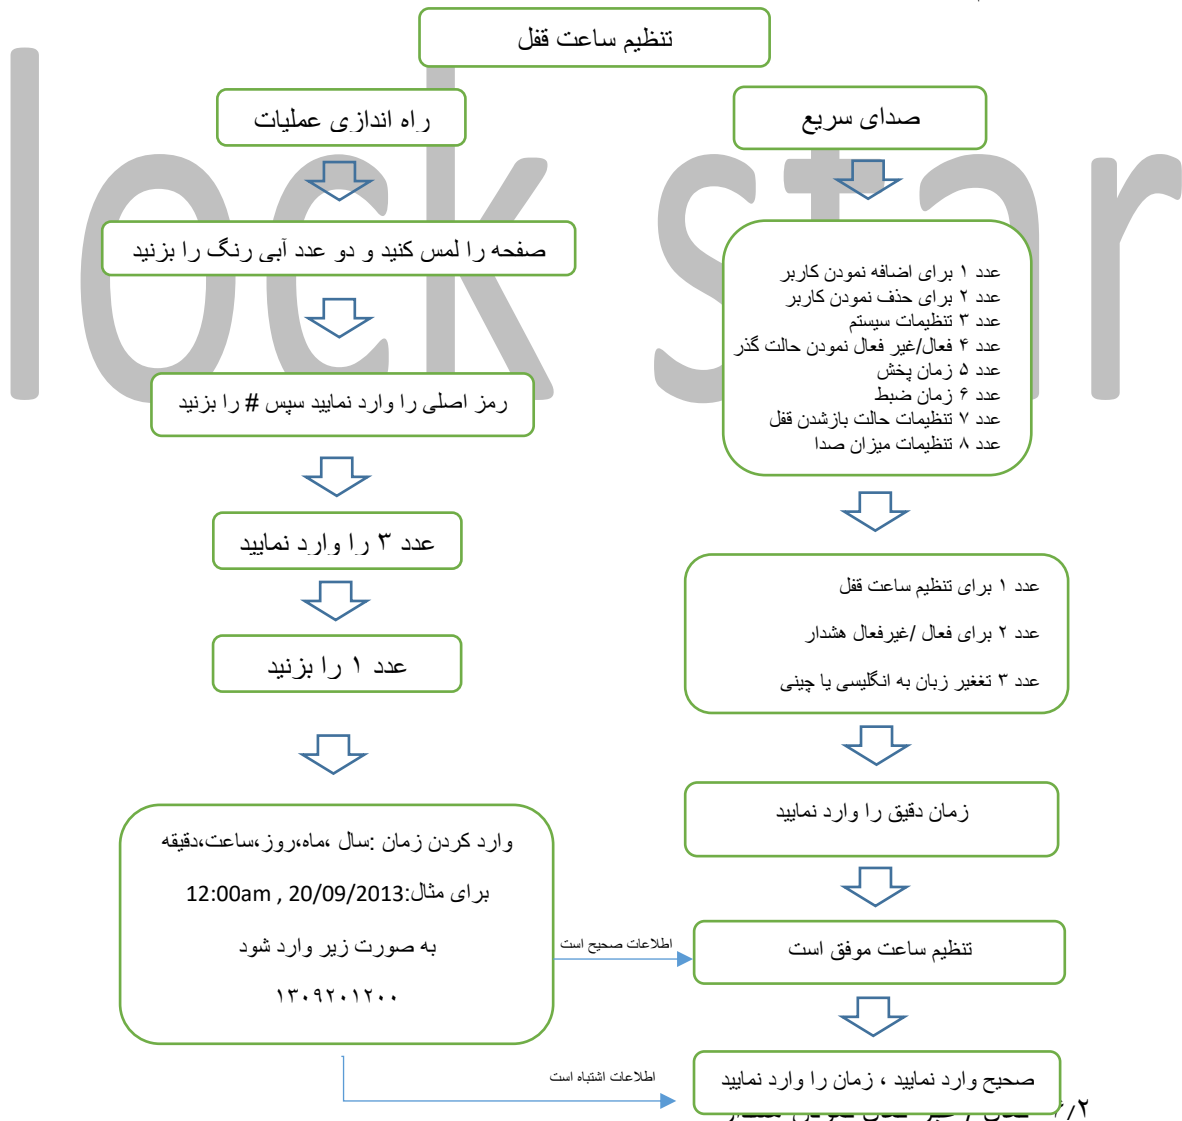 تنظیم ساعت قفل
صدای سریع
عدد ۱ برای اضافه نمودن کاربر
عدد ۲ برای حذف نمودن کاربر
عدد ۳ تنظیمات سیستم
عدد ۴ فعال/غیر فعال نمودن حالت گذر
عدد ۵ زمان پخش
عدد ۶ زمان ضبط
عدد ۷ تنظیمات حالت بازشدن قفل
عدد ۸ تنظیمات میزان صدا
عدد ۱ برای تنظیم ساعت قفل
عدد ۲ برای فعال /غیرفعال هشدار
عدد ۳ تغغیر زبان به انگلیسی یا چینی
زمان دقیق را وارد نمایید
تنظیم ساعت موفق است
صحیح وارد نمایید ، زمان را وارد نمایید
راه اندازی عملیات
صفحه را لمس کنید و دو عدد آبی رنگ را بزنید
رمز اصلی را وارد نمایید سپس # را بزنید
عدد ۳ را وارد نمایید
عدد ۱ را بزنید
وارد کردن زمان :سال ،ماه،روز،ساعت،دقیقه
برای مثال:20/09/2013 , 12:00am
به صورت زیر وارد شود
۱۳۰۹۲۰۱۲۰۰
اطلاعات صحیح است
اطلاعات اشتباه است
lock star